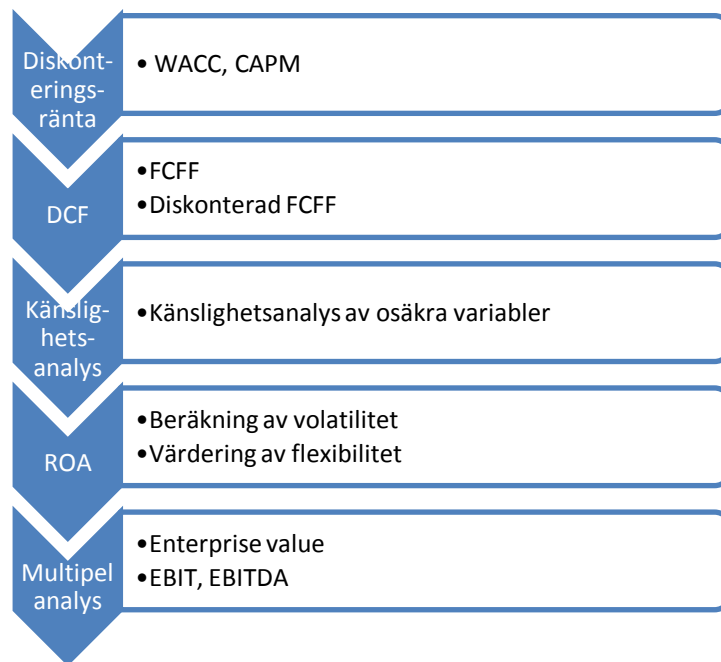 Diskont-
erings-
ränta
• WACC, CAPM
DCF
•FCFF
•Diskonterad FCFF
Känslig-
hets-
analys
•Känslighetsanalys av osäkra variabler
ROA
•Beräkning av volatilitet
•Värdering av flexibilitet
Multipel
analys
•Enterprise value
•EBIT, EBITDA